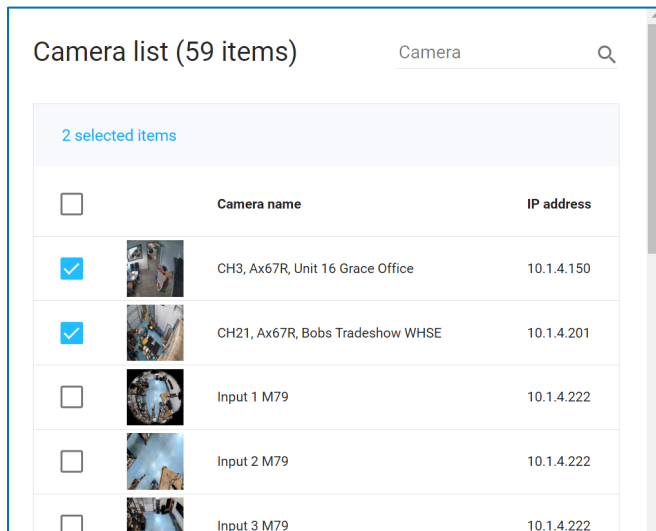 Camera list (59 items)
Camera
2 selected items
Camera name IP address
CH3, Ax67R, Unit 16 Grace Office 10.1.4.150
CH21, Ax67R, Bobs Tradeshow WHSE 10.1.4.201
Input 1 M79 10.1.4.222
Input 2 M79 10.1.4.222
Input 3 M79 10.1.4.222